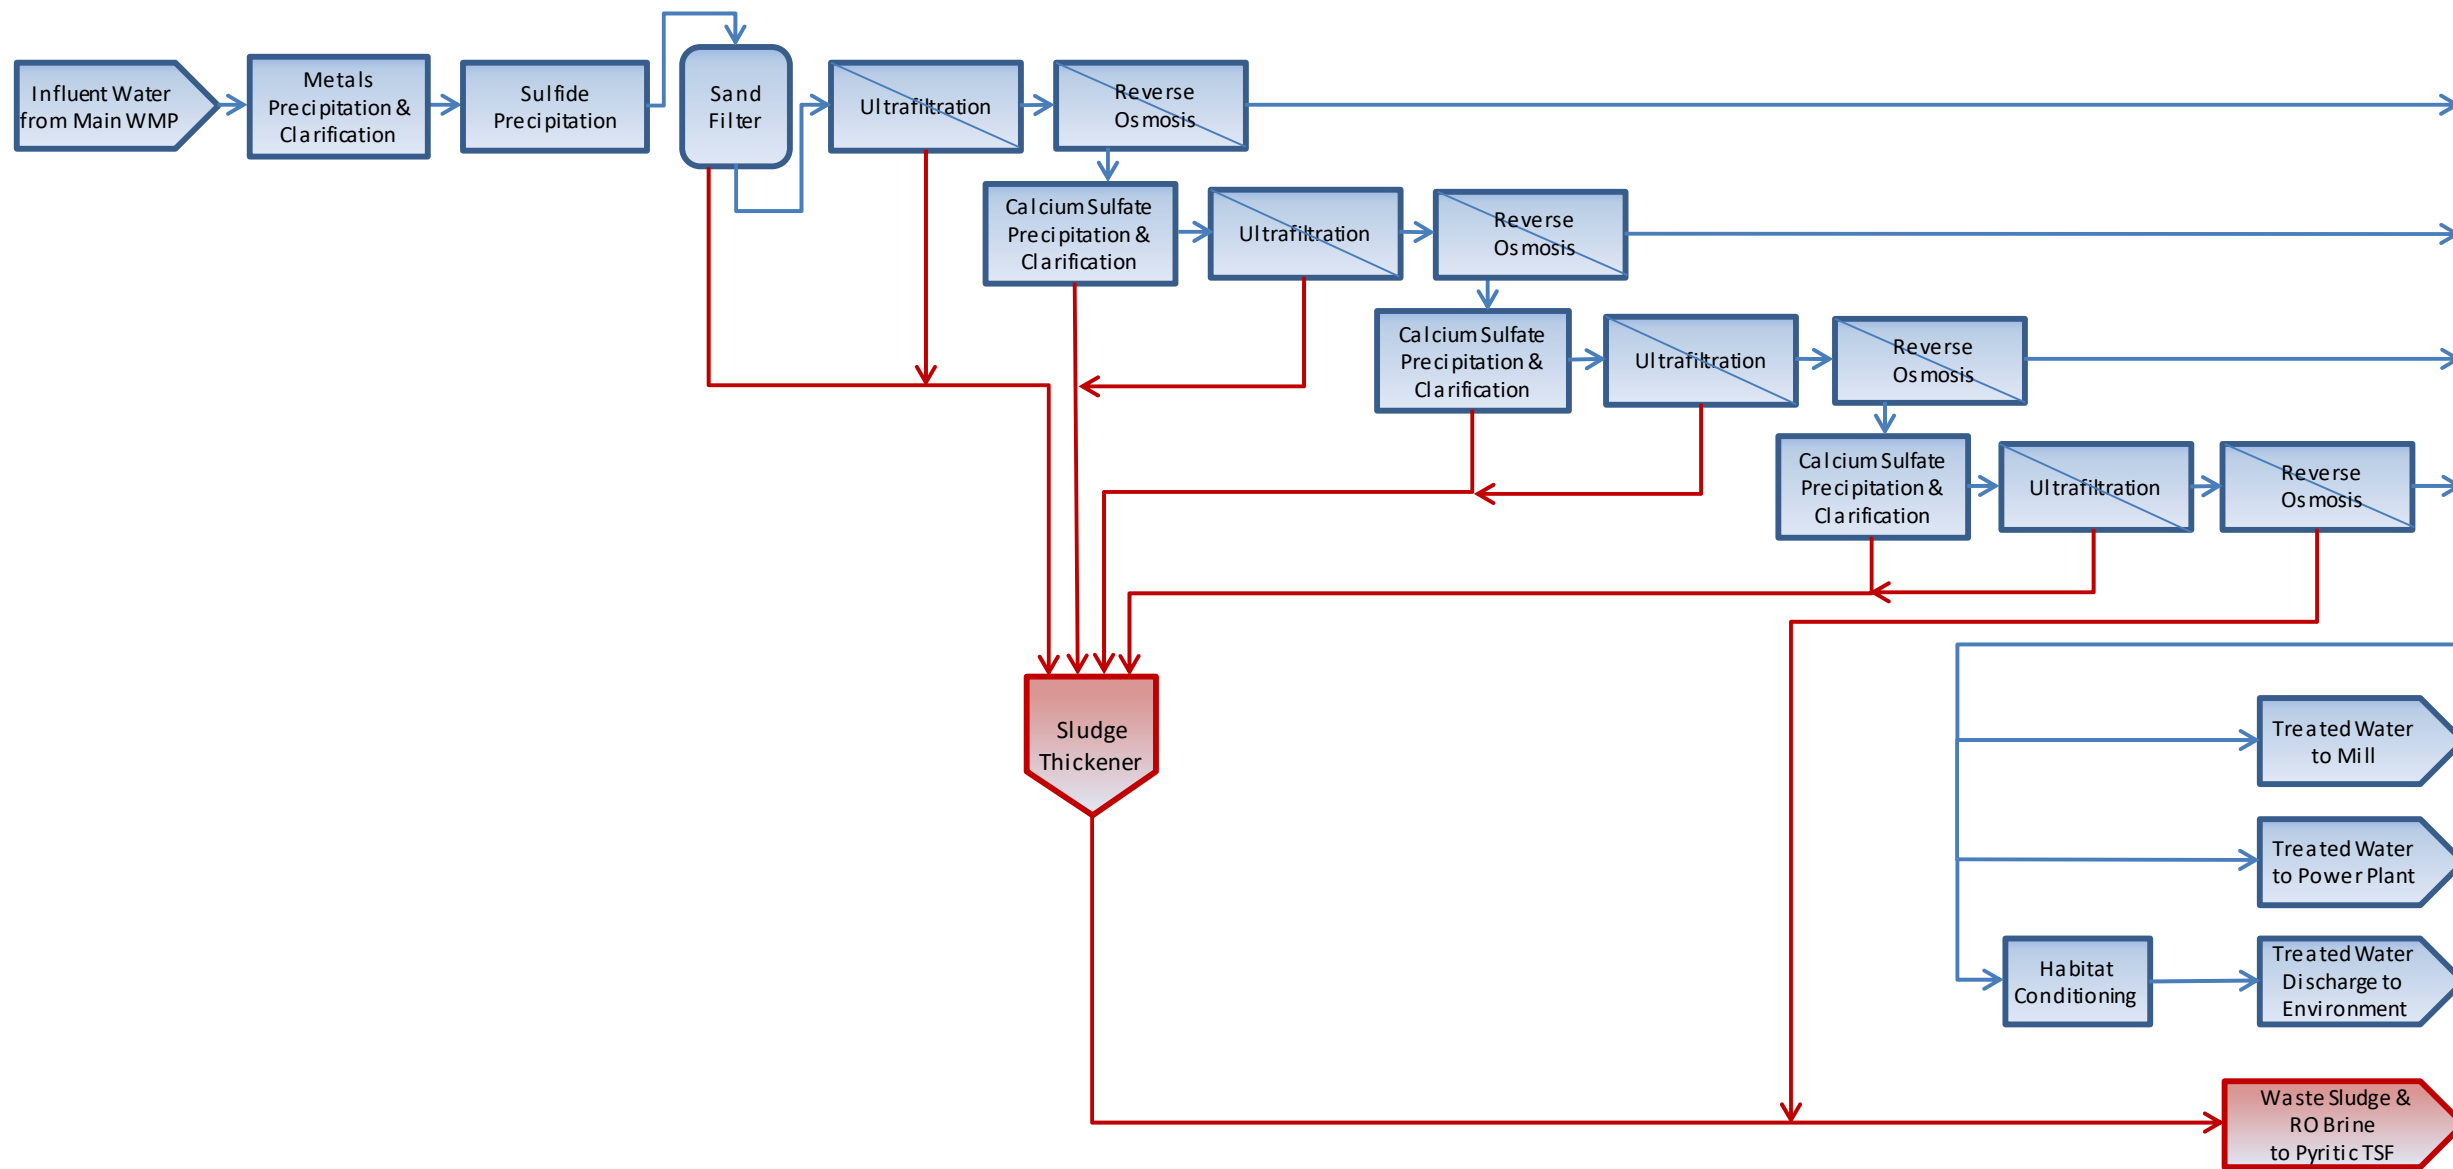 Influent Water
from Main WMP
Metals
Precipitation &
Clarification
Sulfide
Precipitation
Sand
Filter
Ultrafiltration
Reverse
Osmosis
Calcium Sulfate
Precipitation &
Clarification
Ultrafiltration
Reverse
Osmosis
Calcium Sulfate
Precipitation &
Clarification
Ultrafiltration
Reverse
Osmosis
Calcium Sulfate
Precipitation &
Clarification
Ultrafiltration
Reverse
Osmosis
Sludge
Thickener
Treated Water
to Mill
Treated Water
to Power Plant
Habitat
Conditioning
Treated Water
Discharge to
Environment
Waste Sludge &
RO Brine
to Pyritic TSF